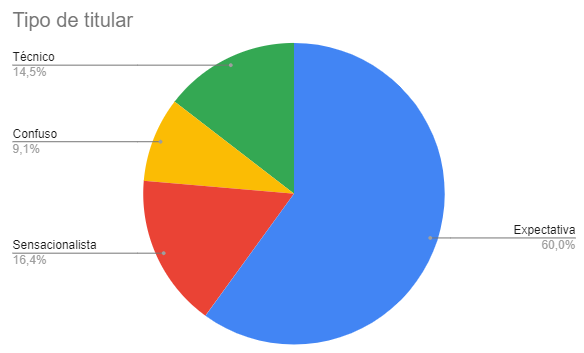 Tipo de titular
Técnico
14,5%
Confuso
9,1%
Sensacionalista
16,4%
Expectativa
60,0%